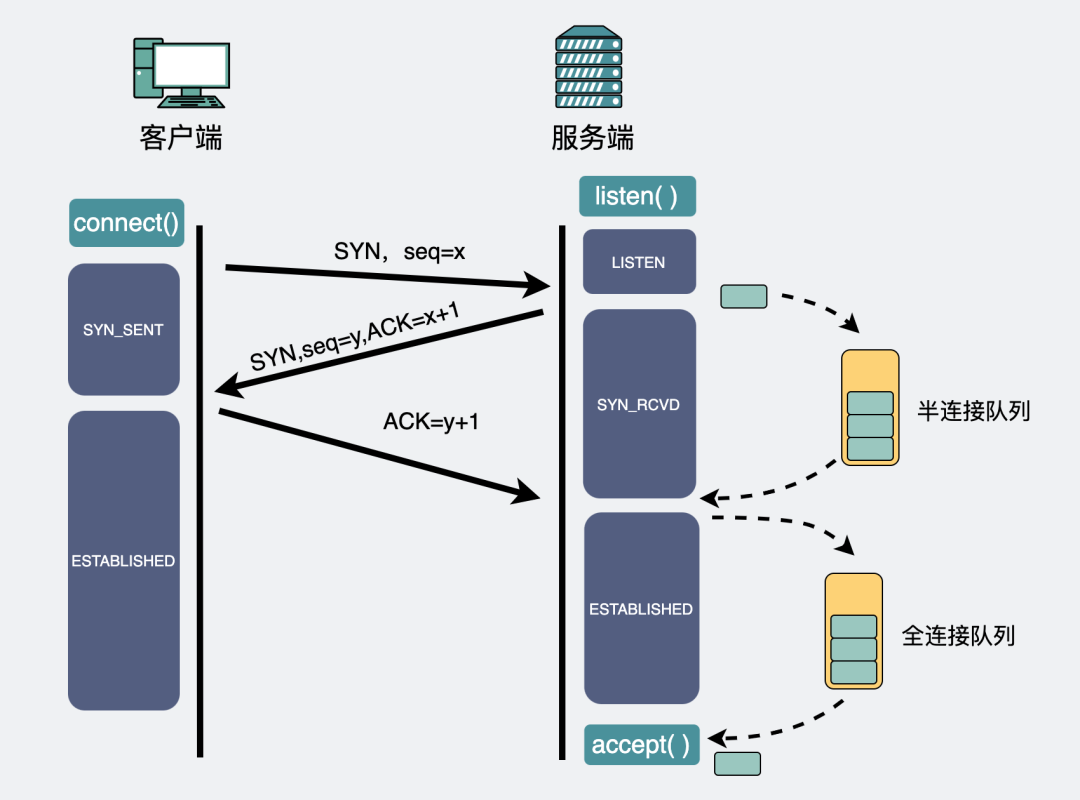 客户端
服务端
connect()
listen( )
SYN，seq=x
LISTEN
SYN_SENT
SYN,seq=y,ACK=x+1
SYN_RCVD
半连接队列
ACK=y+1
ESTABLISHED
ESTABLISHED
全连接队列
accept( )